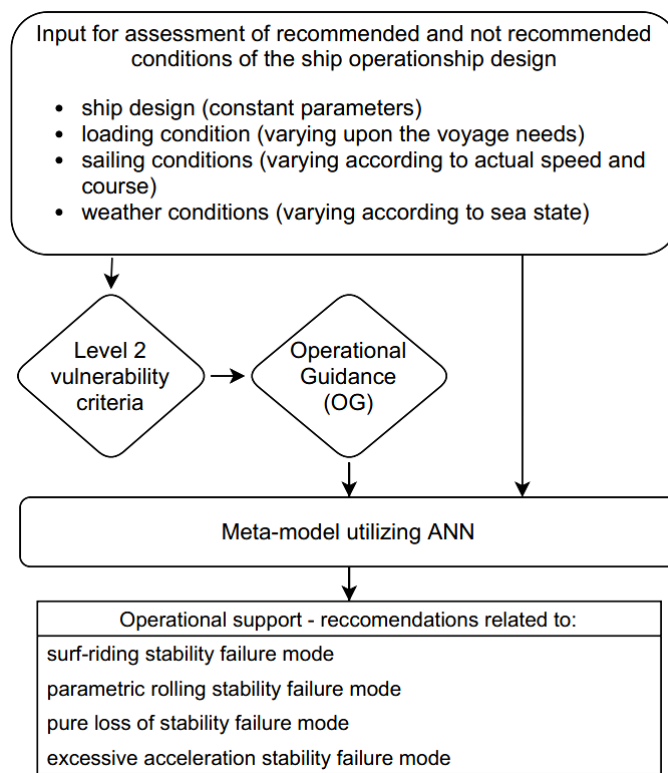 Input for assessment of recommended and not recommended
conditions of the ship operationship design
• ship design (constant parameters)
• loading condition (varying upon the voyage needs)
• sailing conditions (varying according to actual speed and
course)
• weather conditions (varying according to sea state)
Level 2
vulnerability
criteria
Operational
Guidance
(OG)
Meta-model utilizing ANN
Operational support - reccomendations related to:
surf-riding stability failure mode
parametric rolling stability failure mode
pure loss of stability failure mode
excessive acceleration stability failure mode